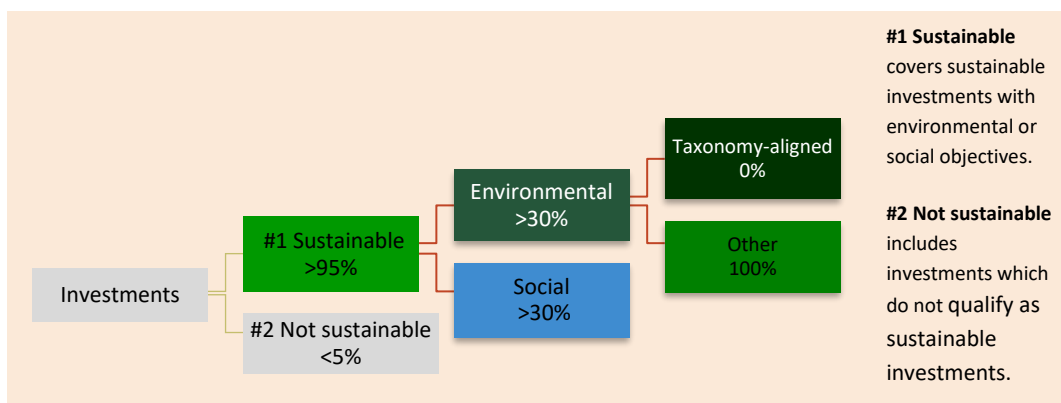 Investments
#1 Sustainable
>95%
#2 Not sustainable
<5%
Environmental
>30%
Social
>30%
Taxonomy-aligned
0%
Other
100%
#1 Sustainable
covers sustainable
investments with
environmental or
social objectives.
#2 Not sustainable
includes
investments which
do not qualify as
sustainable
investments.